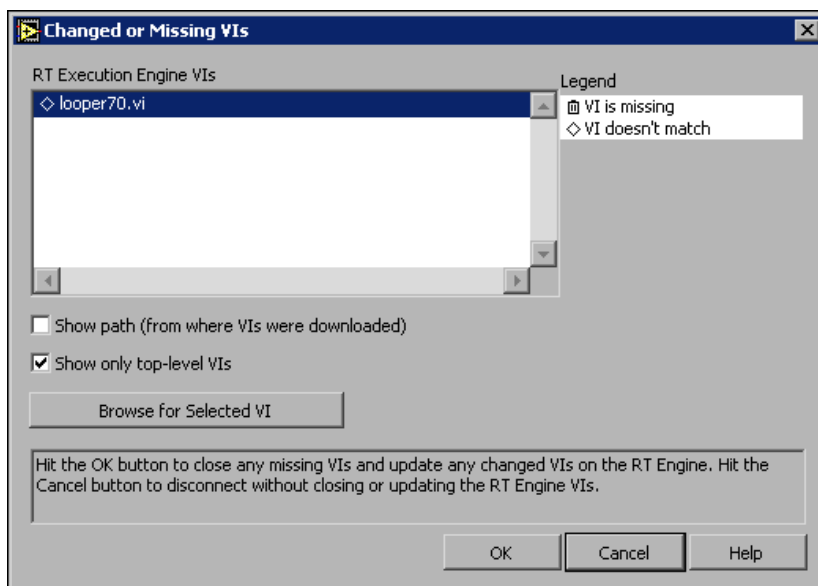 Changed or Missing VIs
RT Execution Engine VIs
looper70.vi
Legend
VI is missing
VI doesn't match
Show path (from where VIs were downloaded)
Show only top-level VIs
Browse for Selected VI
Hit the OK button to close any missing VIs and update any changed VIs on the RT Engine. Hit the
Cancel button to disconnect without closing or updating the RT Engine VIs.
OK
Cancel
Help